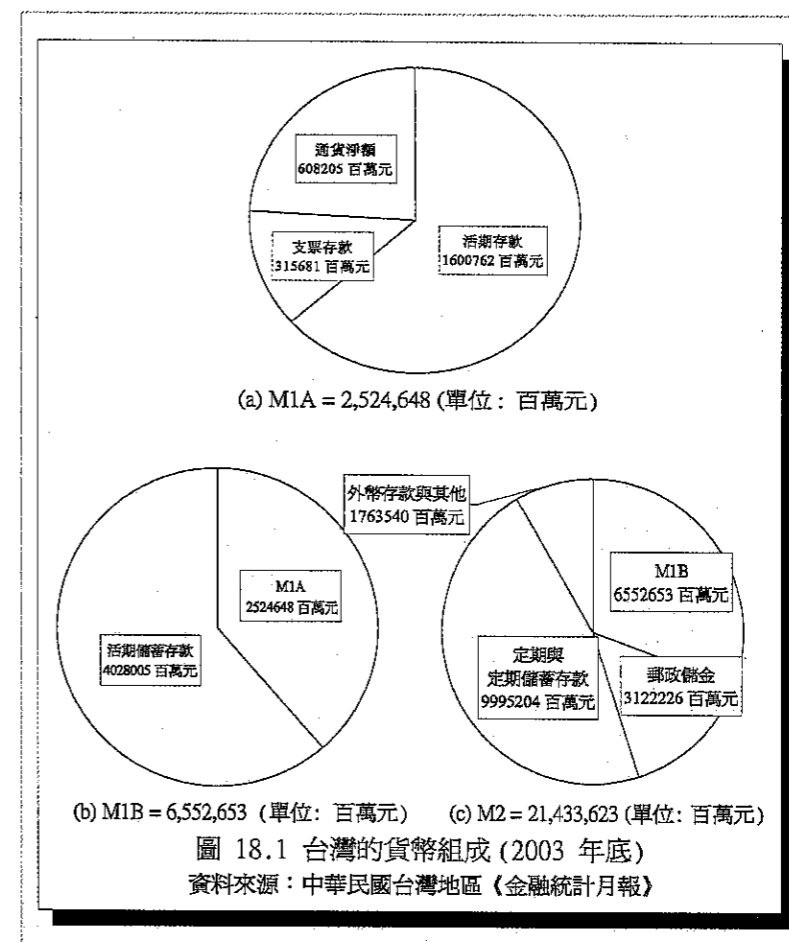 通貨淨額
608205 百萬元
支票存款
315681 百萬元
活期存款
1600762 百萬元
(a) M1A = 2,524,648 (單位: 百萬元)
M1A
2524648 百萬元
活期儲蓄存款
4028005 百萬元
(b) M1B = 6,552,653 (單位: 百萬元)
外幣存款與其他
1763540 百萬元
M1B
6552653 百萬元
定期與
定期儲蓄存款
9995204 百萬元
郵政儲金
3122226 百萬元
(c) M2 = 21,433,623 (單位: 百萬元)
圖 18.1 台灣的貨幣組成 (2003 年底)
資料來源：中華民國台灣地區《金融統計月報》